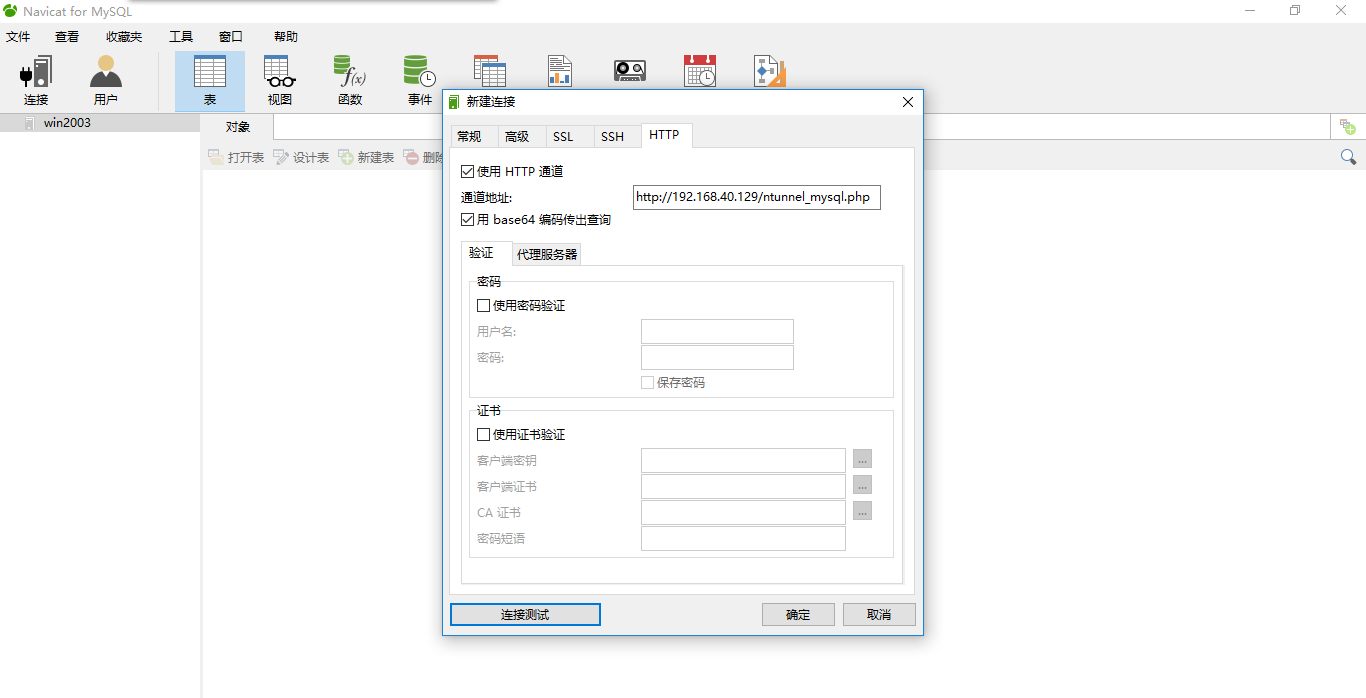 Navicat for MySQL
文件 查看 收藏夹 工具 窗口 帮助
连接 用户 表 视图 函数 事件
新建连接
win2003
对象
常规 高级 SSL SSH HTTP
打开表 设计表 新建表 删除
使用 HTTP 通道
通道地址: http://192.168.40.129/ntunnel_mysql.php
用 base64 编码传出查询
验证 代理服务器
密码
使用密码验证
用户名:
密码:
保存密码
证书
使用证书验证
客户端密钥 ...
客户端证书 ...
CA 证书 ...
密码短语
连接测试 确定 取消